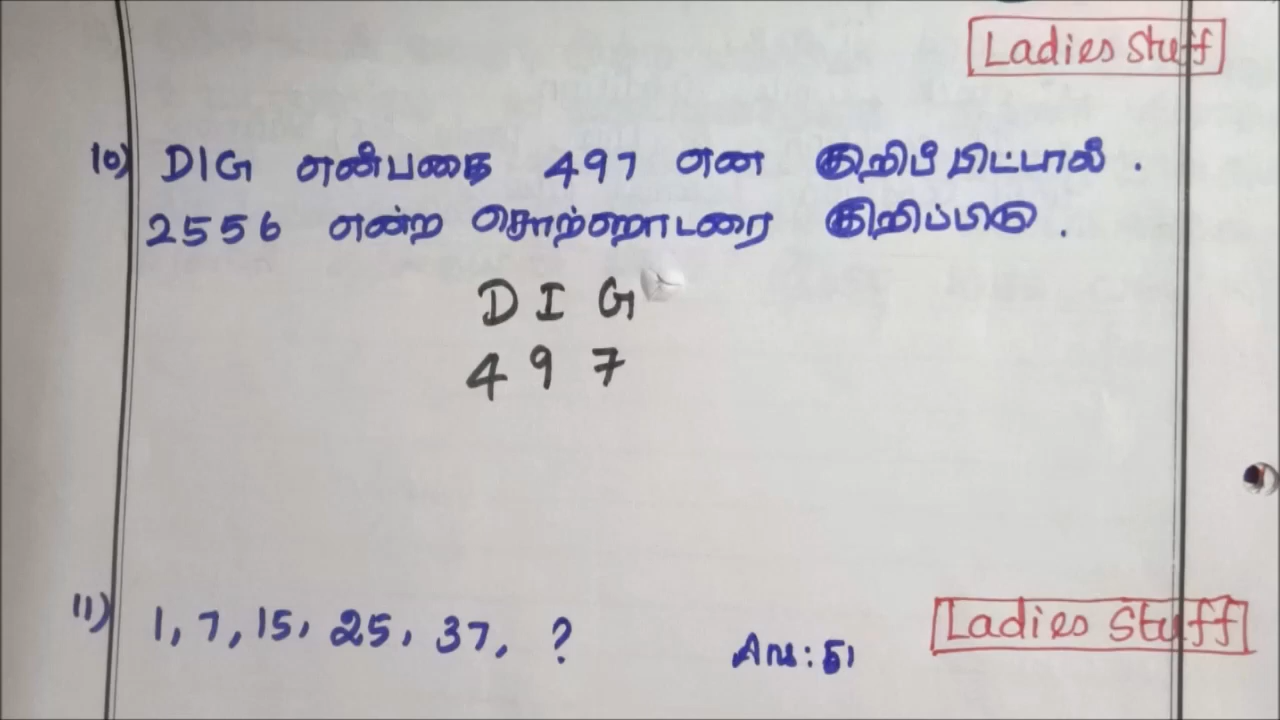 Ladies Stuff
10) DIG என்பதை 497 என குறிப்பிட்டால் .
2556 என்ற சொற்றொடரை குறிப்பிடு .
D I G
4 9 7
11) 1, 7, 15, 25, 37, ?
Ans: 51
Ladies Stuff